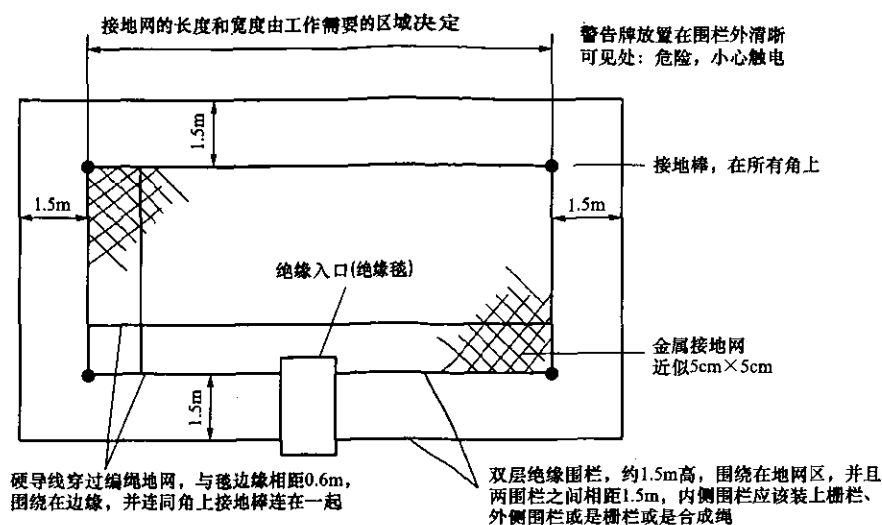 接地网的长度和宽度由工作需要的区域决定
警告牌放置在围栏外清晰
可见处：危险，小心触电
1.5m
接地棒，在所有角上
1.5m
1.5m
绝缘入口(绝缘毯)
金属接地网
近似5cm×5cm
1.5m
硬导线穿过编绳地网，与毯边缘相距0.6m，
围绕在边缘，并连同角上接地棒连在一起
双层绝缘围栏，约1.5m高，围绕在地网区，并且
两围栏之间相距1.5m，内侧围栏应该装上栅栏、
外侧围栏或是栅栏或是合成绳